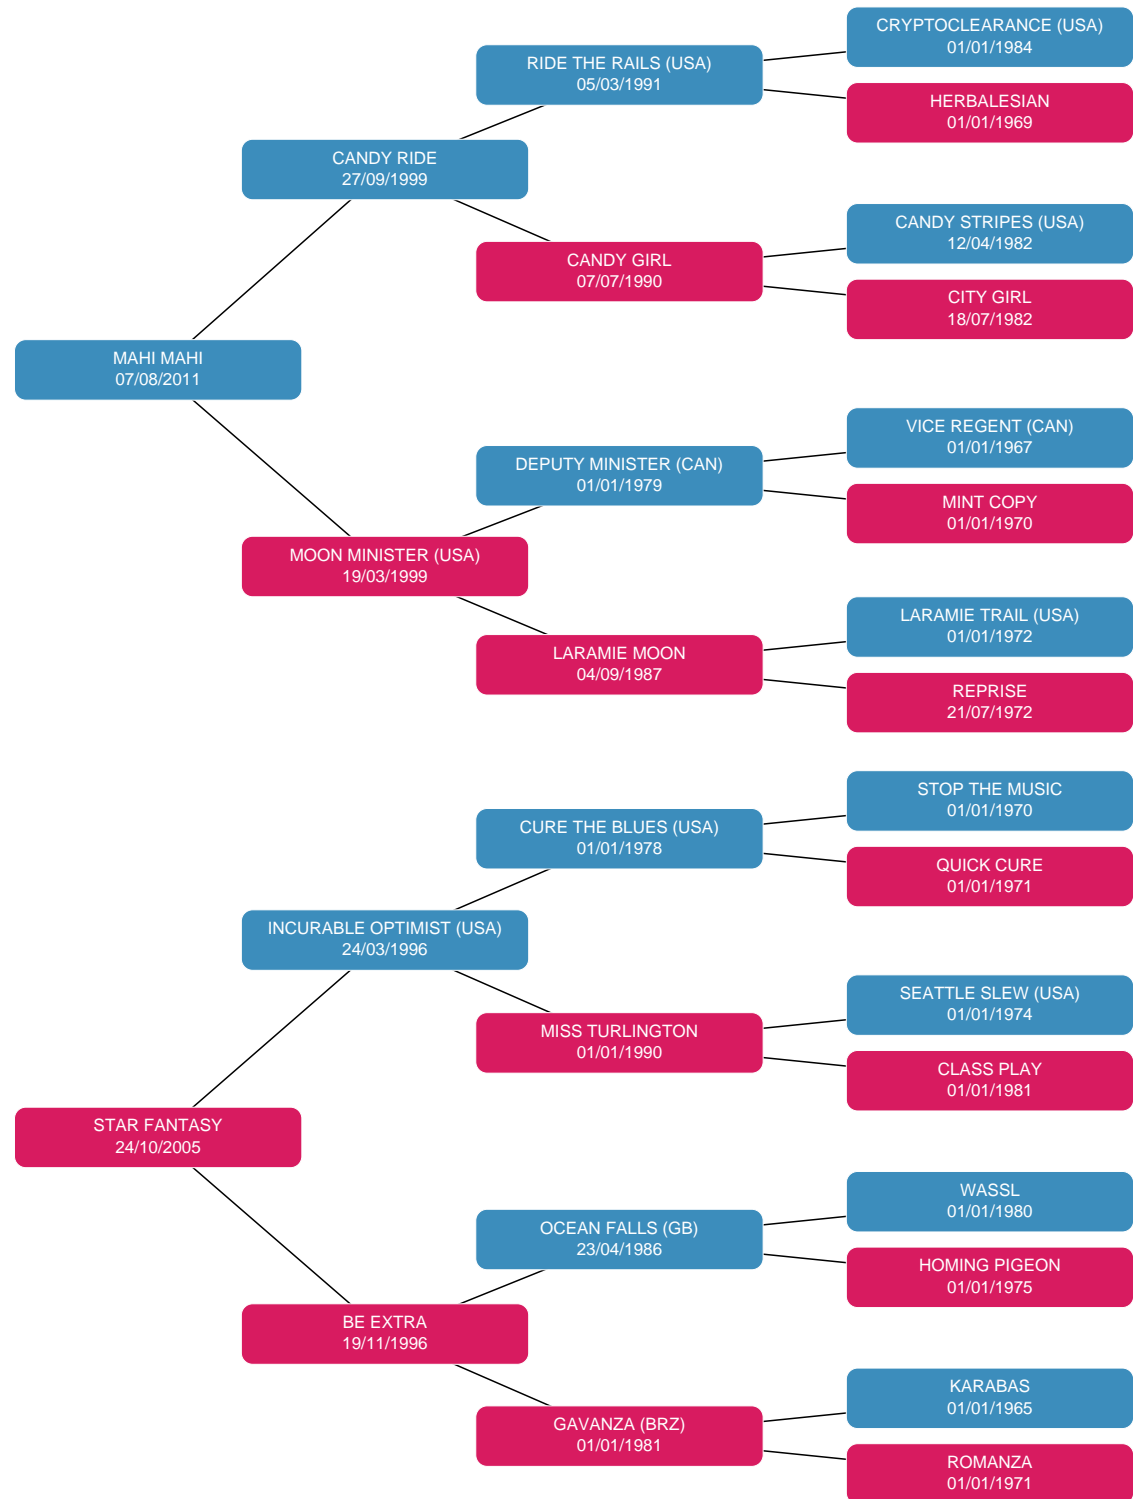 CRYPTOCLEARANCE (USA)
01/01/1984
RIDE THE RAILS (USA)
05/03/1991
HERBALESIAN
01/01/1969
CANDY RIDE
27/09/1999
CANDY STRIPES (USA)
12/04/1982
CANDY GIRL
07/07/1990
CITY GIRL
18/07/1982
MAHI MAHI
07/08/2011
VICE REGENT (CAN)
01/01/1967
DEPUTY MINISTER (CAN)
01/01/1979
MINT COPY
01/01/1970
MOON MINISTER (USA)
19/03/1999
LARAMIE TRAIL (USA)
01/01/1972
LARAMIE MOON
04/09/1987
REPRISE
21/07/1972
STOP THE MUSIC
01/01/1970
CURE THE BLUES (USA)
01/01/1978
QUICK CURE
01/01/1971
INCURABLE OPTIMIST (USA)
24/03/1996
SEATTLE SLEW (USA)
01/01/1974
MISS TURLINGTON
01/01/1990
CLASS PLAY
01/01/1981
STAR FANTASY
24/10/2005
WASSL
01/01/1980
OCEAN FALLS (GB)
23/04/1986
HOMING PIGEON
01/01/1975
BE EXTRA
19/11/1996
KARABAS
01/01/1965
GAVANZA (BRZ)
01/01/1981
ROMANZA
01/01/1971